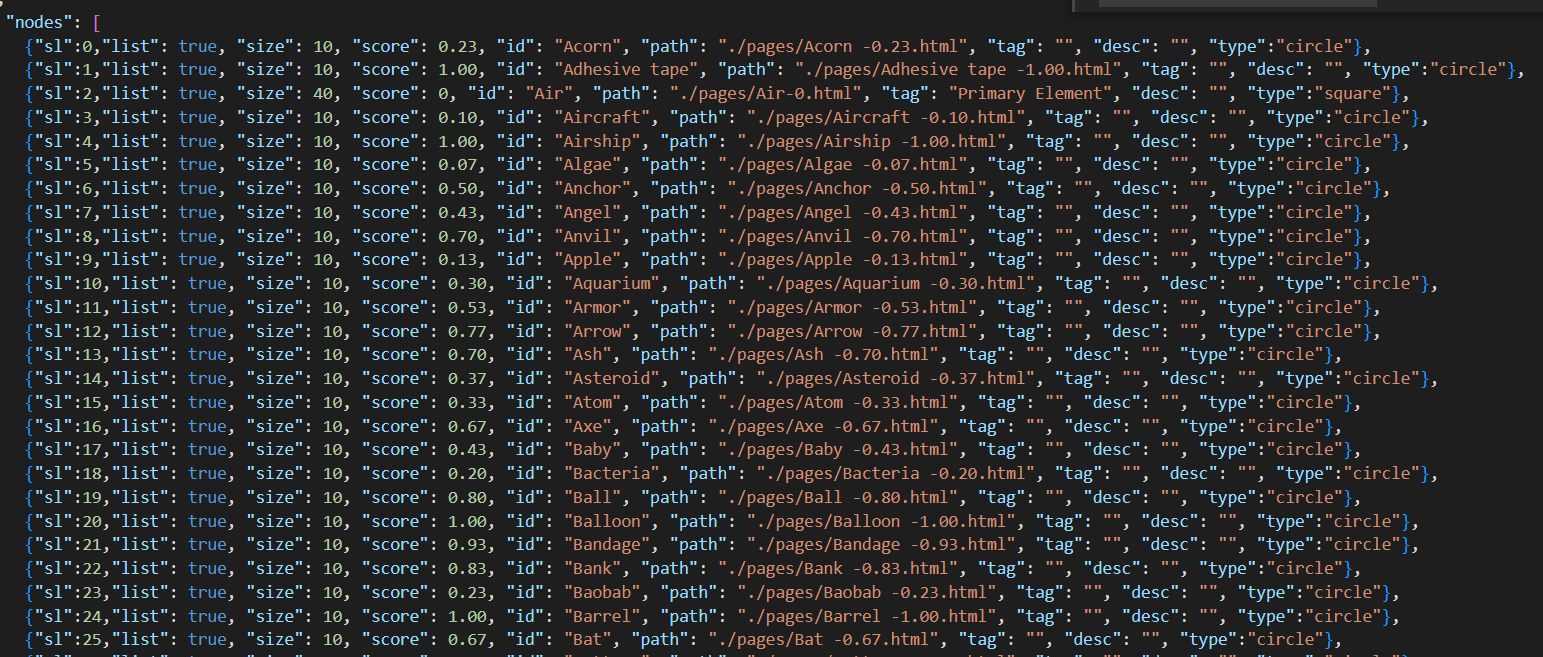 "nodes": [
{"sl":0,"list": true, "size": 10, "score": 0.23, "id": "Acorn", "path": "./pages/Acorn -0.23.html", "tag": "", "desc": "", "type":"circle"},
{"sl":1,"list": true, "size": 10, "score": 1.00, "id": "Adhesive tape", "path": "./pages/Adhesive tape -1.00.html", "tag": "", "desc": "", "type":"circle"},
{"sl":2,"list": true, "size": 40, "score": 0, "id": "Air", "path": "./pages/Air-0.html", "tag": "Primary Element", "desc": "", "type":"square"},
{"sl":3,"list": true, "size": 10, "score": 0.10, "id": "Aircraft", "path": "./pages/Aircraft -0.10.html", "tag": "", "desc": "", "type":"circle"},
{"sl":4,"list": true, "size": 10, "score": 1.00, "id": "Airship", "path": "./pages/Airship -1.00.html", "tag": "", "desc": "", "type":"circle"},
{"sl":5,"list": true, "size": 10, "score": 0.07, "id": "Algae", "path": "./pages/Algae -0.07.html", "tag": "", "desc": "", "type":"circle"},
{"sl":6,"list": true, "size": 10, "score": 0.50, "id": "Anchor", "path": "./pages/Anchor -0.50.html", "tag": "", "desc": "", "type":"circle"},
{"sl":7,"list": true, "size": 10, "score": 0.43, "id": "Angel", "path": "./pages/Angel -0.43.html", "tag": "", "desc": "", "type":"circle"},
{"sl":8,"list": true, "size": 10, "score": 0.70, "id": "Anvil", "path": "./pages/Anvil -0.70.html", "tag": "", "desc": "", "type":"circle"},
{"sl":9,"list": true, "size": 10, "score": 0.13, "id": "Apple", "path": "./pages/Apple -0.13.html", "tag": "", "desc": "", "type":"circle"},
{"sl":10,"list": true, "size": 10, "score": 0.30, "id": "Aquarium", "path": "./pages/Aquarium -0.30.html", "tag": "", "desc": "", "type":"circle"},
{"sl":11,"list": true, "size": 10, "score": 0.53, "id": "Armor", "path": "./pages/Armor -0.53.html", "tag": "", "desc": "", "type":"circle"},
{"sl":12,"list": true, "size": 10, "score": 0.77, "id": "Arrow", "path": "./pages/Arrow -0.77.html", "tag": "", "desc": "", "type":"circle"},
{"sl":13,"list": true, "size": 10, "score": 0.70, "id": "Ash", "path": "./pages/Ash -0.70.html", "tag": "", "desc": "", "type":"circle"},
{"sl":14,"list": true, "size": 10, "score": 0.37, "id": "Asteroid", "path": "./pages/Asteroid -0.37.html", "tag": "", "desc": "", "type":"circle"},
{"sl":15,"list": true, "size": 10, "score": 0.33, "id": "Atom", "path": "./pages/Atom -0.33.html", "tag": "", "desc": "", "type":"circle"},
{"sl":16,"list": true, "size": 10, "score": 0.67, "id": "Axe", "path": "./pages/Axe -0.67.html", "tag": "", "desc": "", "type":"circle"},
{"sl":17,"list": true, "size": 10, "score": 0.43, "id": "Baby", "path": "./pages/Baby -0.43.html", "tag": "", "desc": "", "type":"circle"},
{"sl":18,"list": true, "size": 10, "score": 0.20, "id": "Bacteria", "path": "./pages/Bacteria -0.20.html", "tag": "", "desc": "", "type":"circle"},
{"sl":19,"list": true, "size": 10, "score": 0.80, "id": "Ball", "path": "./pages/Ball -0.80.html", "tag": "", "desc": "", "type":"circle"},
{"sl":20,"list": true, "size": 10, "score": 1.00, "id": "Balloon", "path": "./pages/Balloon -1.00.html", "tag": "", "desc": "", "type":"circle"},
{"sl":21,"list": true, "size": 10, "score": 0.93, "id": "Bandage", "path": "./pages/Bandage -0.93.html", "tag": "", "desc": "", "type":"circle"},
{"sl":22,"list": true, "size": 10, "score": 0.83, "id": "Bank", "path": "./pages/Bank -0.83.html", "tag": "", "desc": "", "type":"circle"},
{"sl":23,"list": true, "size": 10, "score": 0.23, "id": "Baobab", "path": "./pages/Baobab -0.23.html", "tag": "", "desc": "", "type":"circle"},
{"sl":24,"list": true, "size": 10, "score": 1.00, "id": "Barrel", "path": "./pages/Barrel -1.00.html", "tag": "", "desc": "", "type":"circle"},
{"sl":25,"list": true, "size": 10, "score": 0.67, "id": "Bat", "path": "./pages/Bat -0.67.html", "tag": "", "desc": "", "type":"circle"},